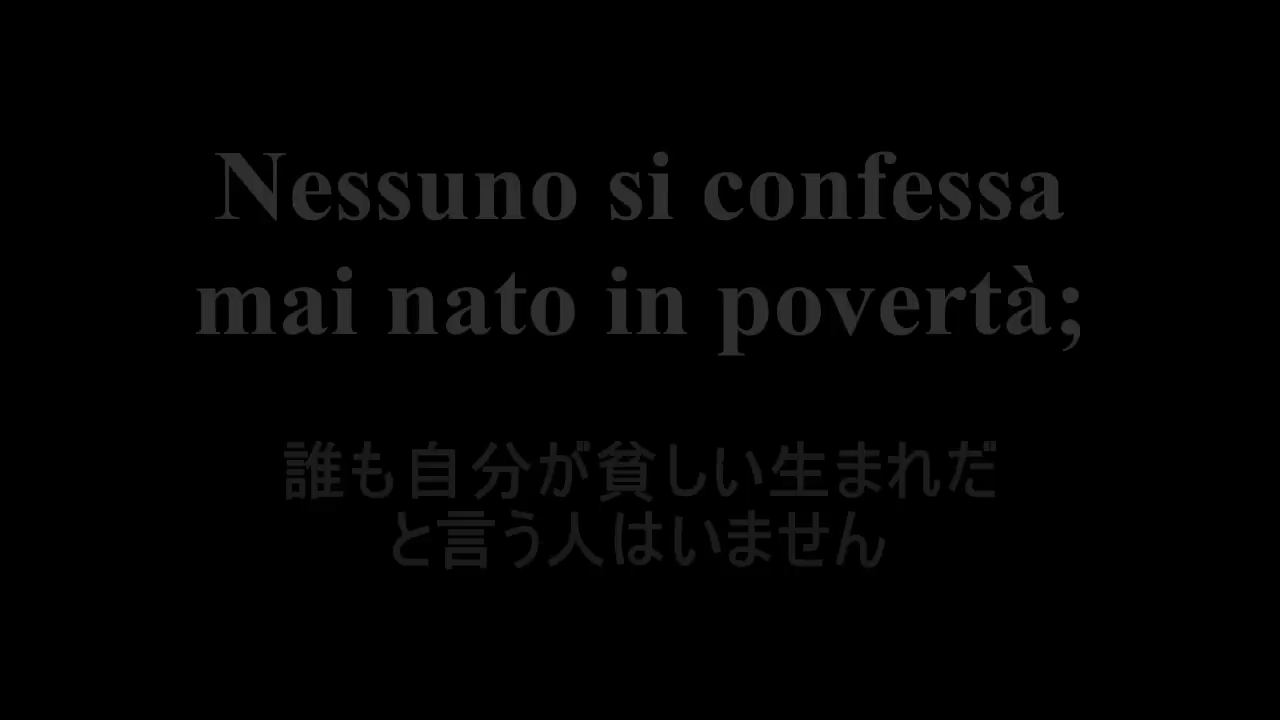 Nessuno si confessa
mai nato in povertà;
誰も自分が貧しい生まれだ
と言う人はいません